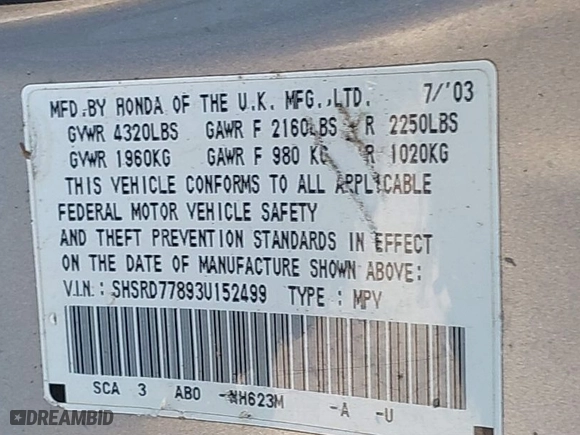 MFD. BY HONDA OF THE U.K. MFG., LTD. 7/'03
GVWR 4320LBS GAWR F 2160LBS R 2250LBS
GVWR 1960KG GAWR F 980 KG R 1020KG
THIS VEHICLE CONFORMS TO ALL APPLICABLE
FEDERAL MOTOR VEHICLE SAFETY
AND THEFT PREVENTION STANDARDS IN EFFECT
ON THE DATE OF MANUFACTURE SHOWN ABOVE:
V.I.N.: SHSRD77893U152499 TYPE: MPV
SCA 3 ABO -NH623M -A -U
DREAMBID